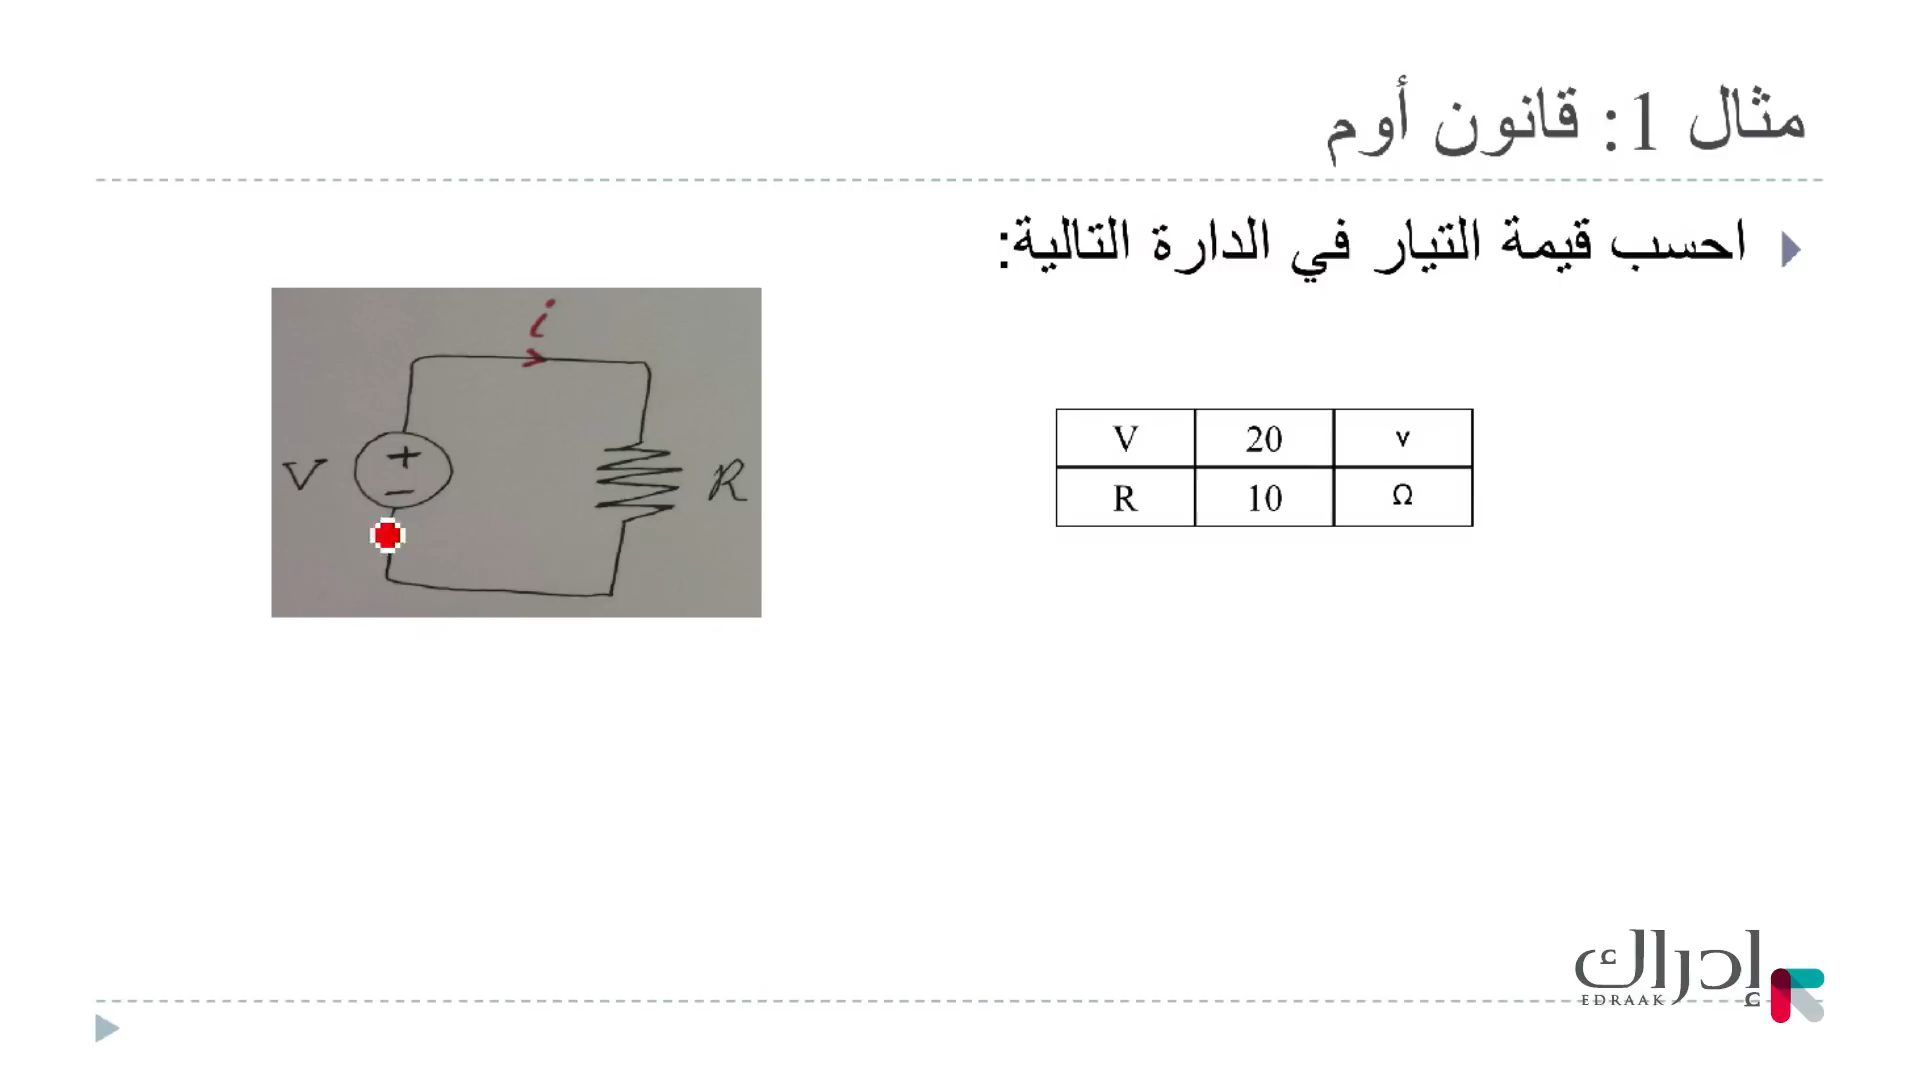 مثال 1: قانون أوم
احسب قيمة التيار في الدارة التالية:
i
V + − R
V 20 v
R 10 Ω
إدراك
EDRAAK